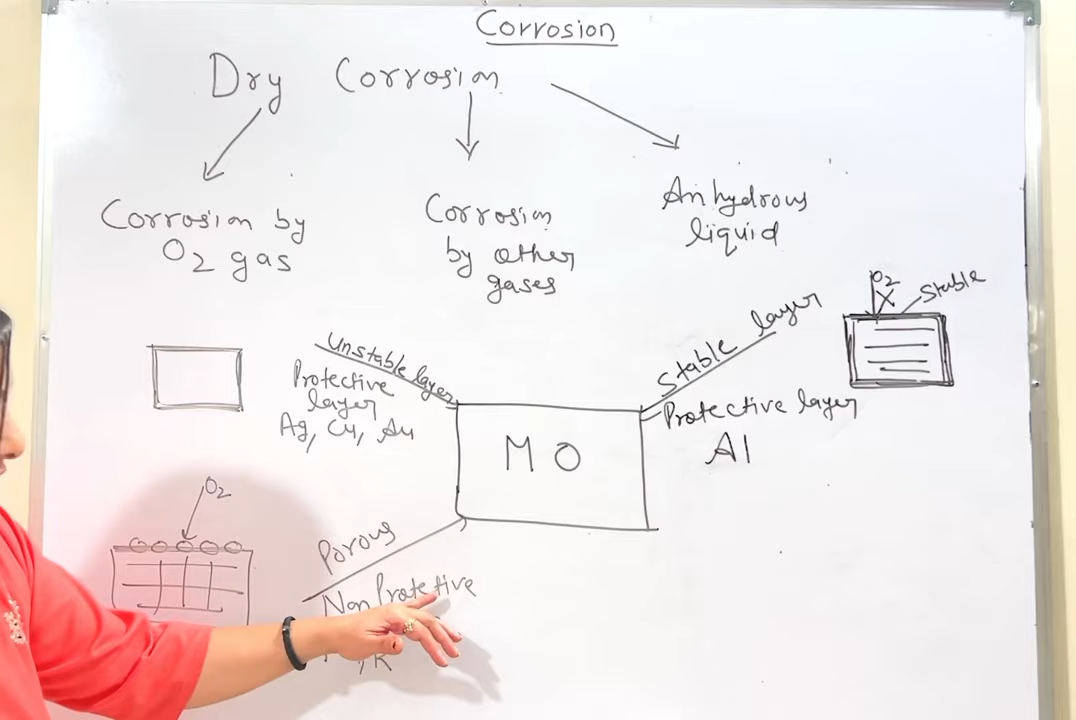 Corrosion
Dry Corrosion
Corrosion by
O2 gas
Corrosion
by other
gases
Anhydrous
liquid
Unstable layer
Protective
layer
Ag, Cu, Au
M O
Stable layer
Protective layer
Al
O2
X
Stable
O2
Porous
Non Protective
K